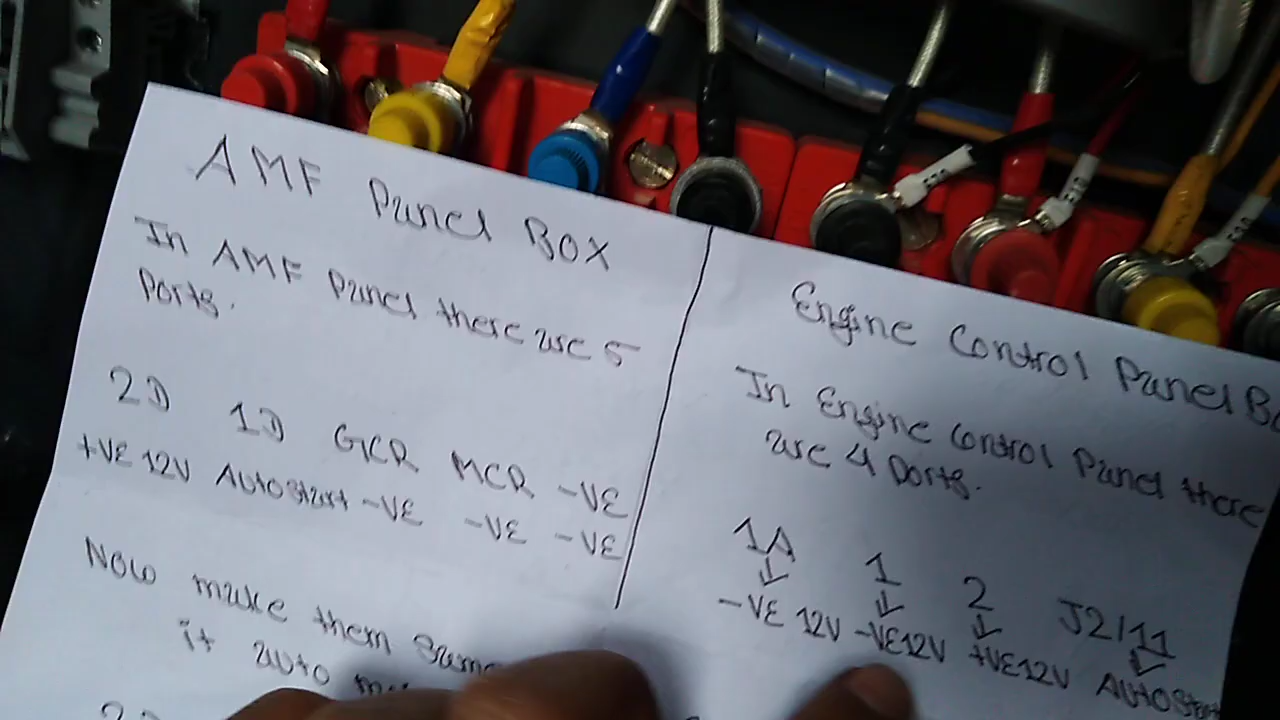 AMF Panel Box
In AMF Panel there are 5
Ports.
2D 1D GCR MCR -VE
+VE 12V AutoStart -VE -VE -VE
Now make them same
it auto
Engine Control Panel
In Engine Control Panel there
are 4 Ports.
1A 1 2 J2/11
-VE 12V -VE12V +VE12V AutoStart